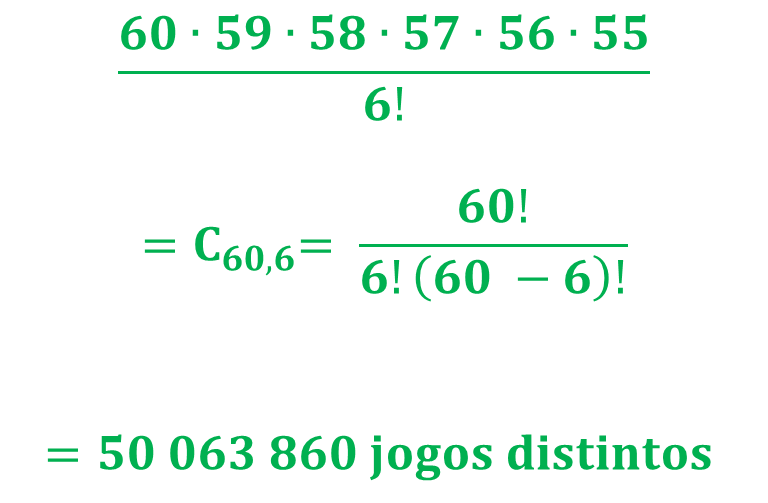 60 · 59 · 58 · 57 · 56 · 55
6!
= C₆₀,₆ = 60!
6! (60 − 6)!
= 50 063 860 jogos distintos